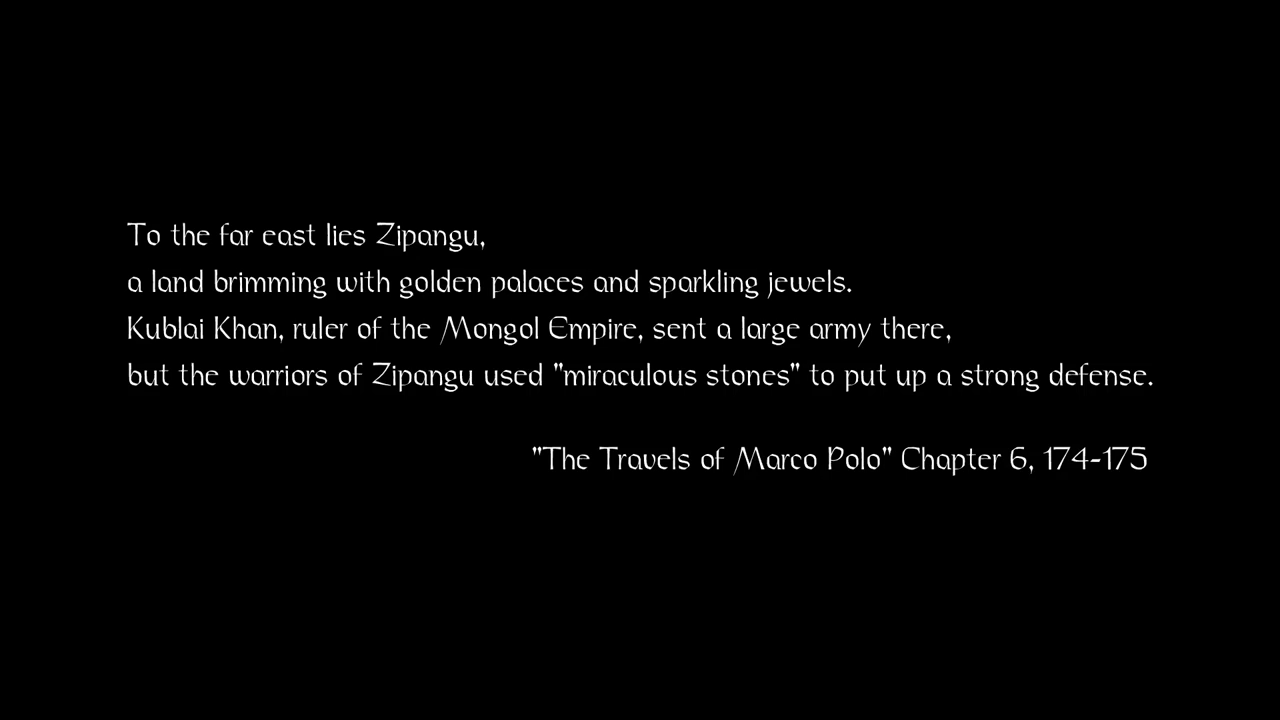 To the far east lies Zipangu,
a land brimming with golden palaces and sparkling jewels.
Kublai Khan, ruler of the Mongol Empire, sent a large army there,
but the warriors of Zipangu used "miraculous stones" to put up a strong defense.
"The Travels of Marco Polo" Chapter 6, 174-175